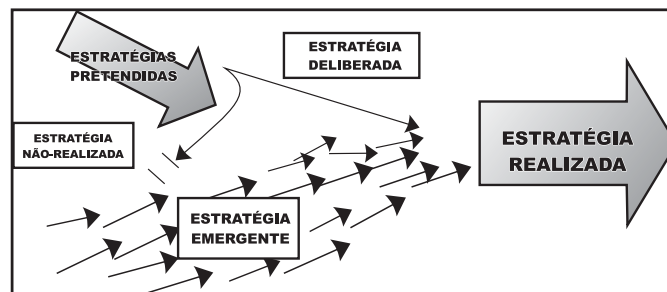 ESTRATÉGIAS
PRETENDIDAS
ESTRATÉGIA
DELIBERADA
ESTRATÉGIA
NÃO-REALIZADA
ESTRATÉGIA
REALIZADA
ESTRATÉGIA
EMERGENTE